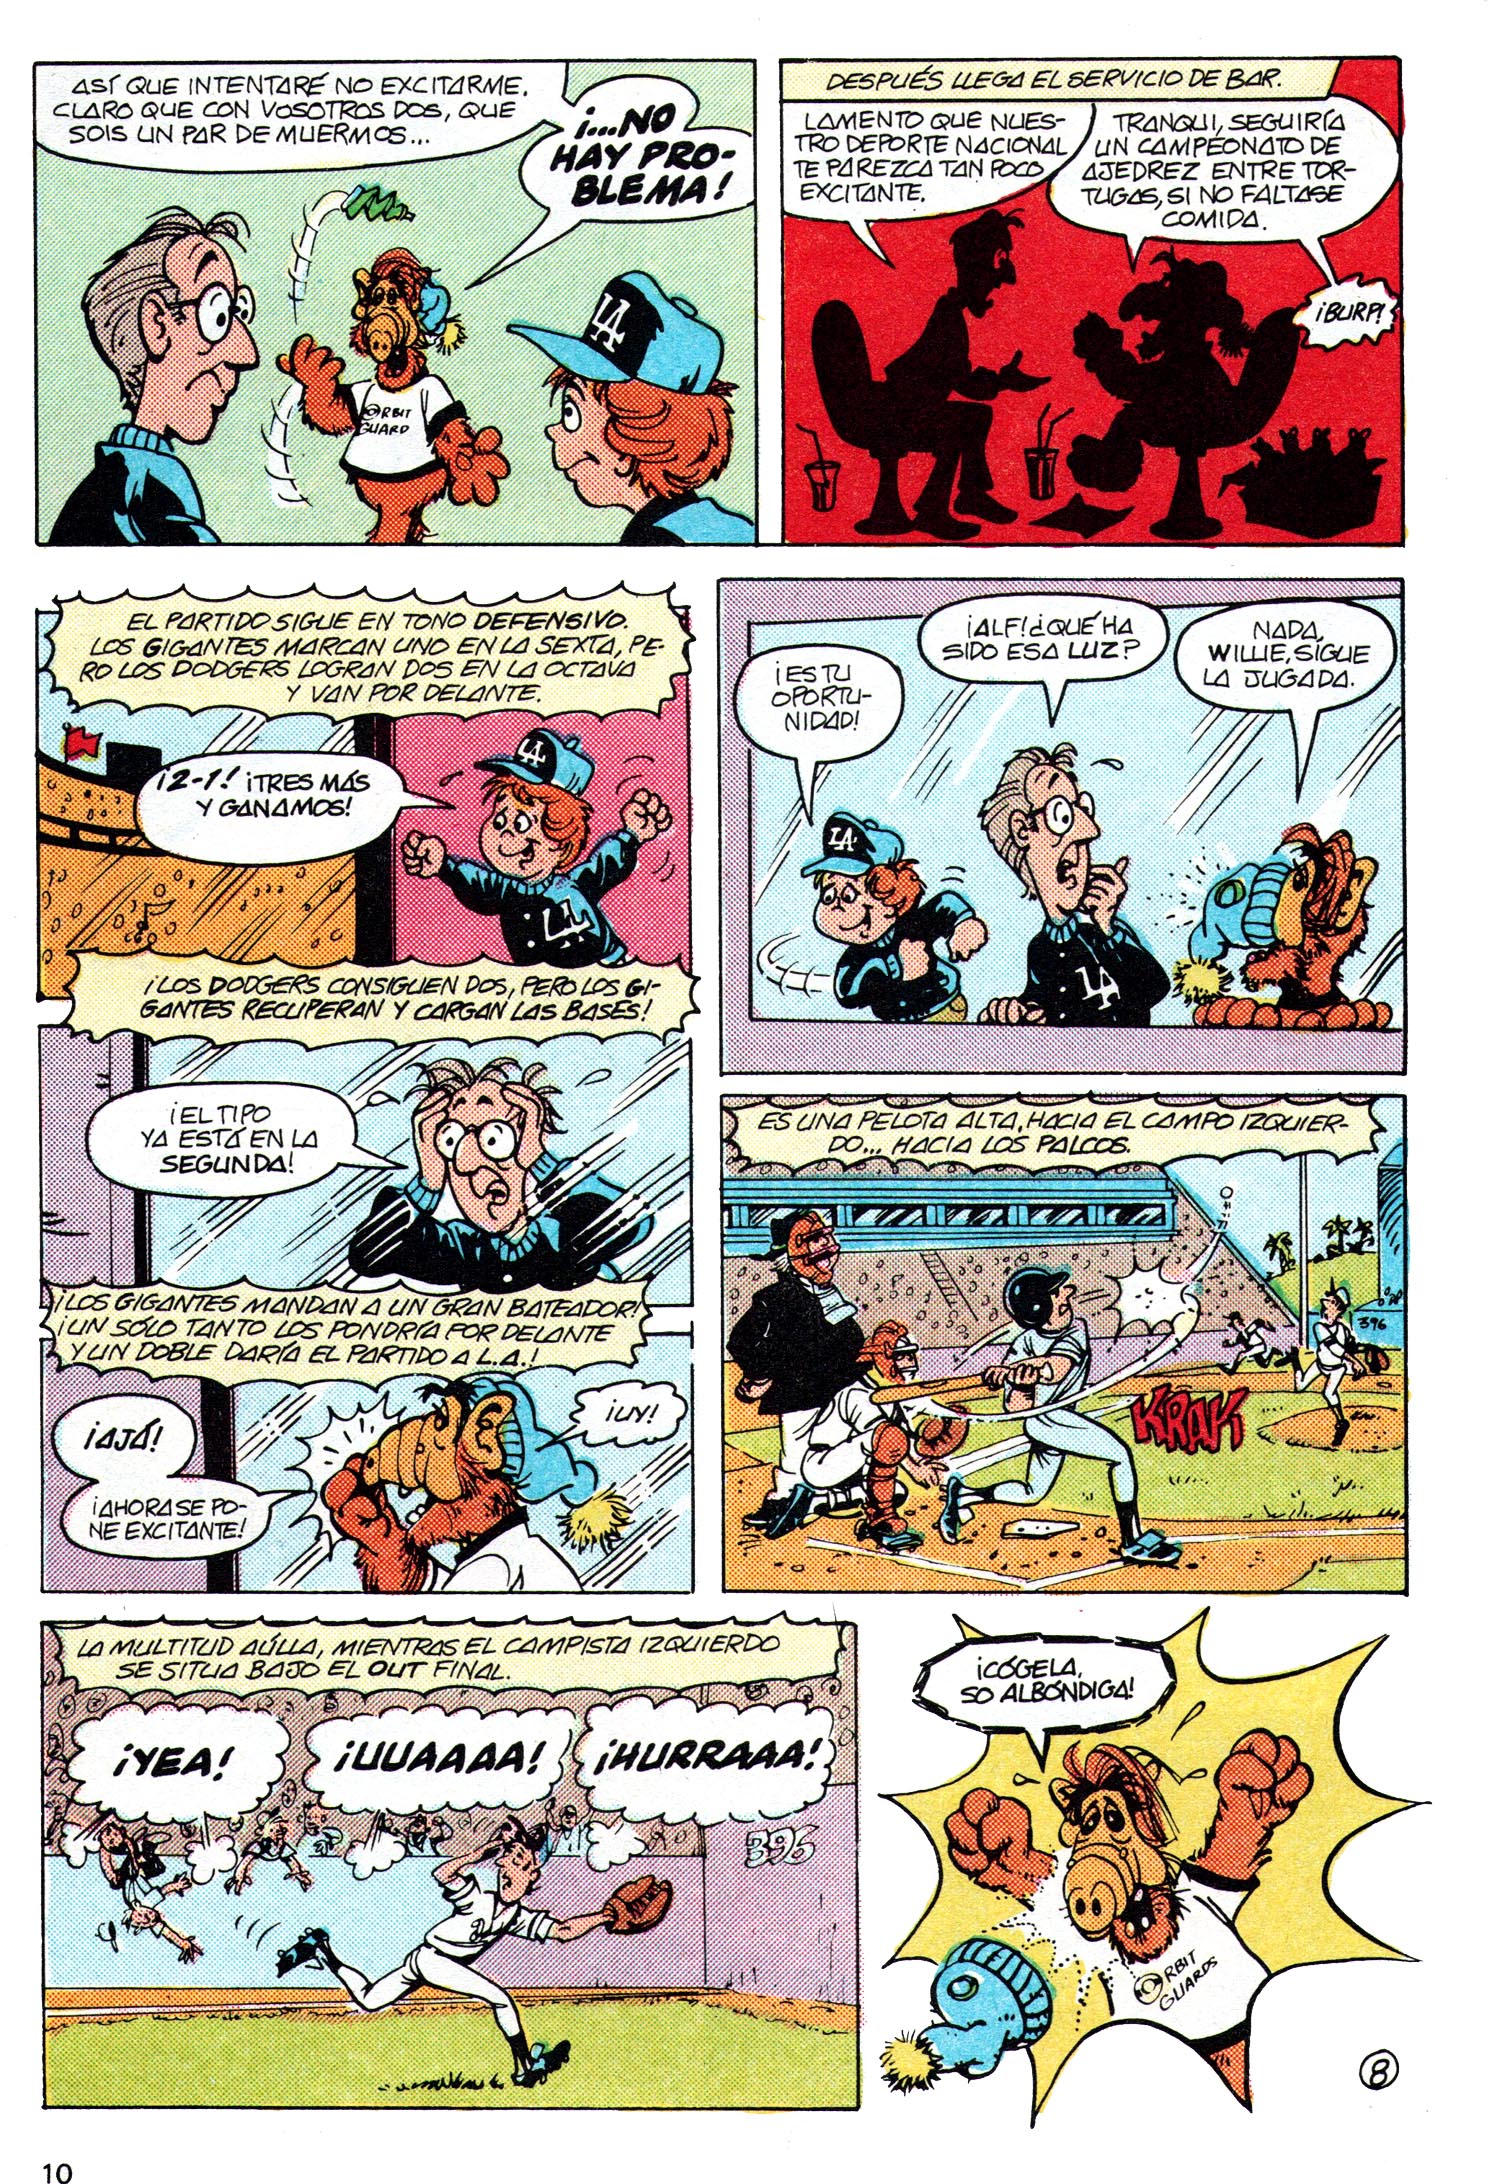 ASÍ QUE INTENTARÉ NO EXCITARME.
CLARO QUE CON VOSOTROS DOS, QUE
SOIS UN PAR DE MUERMOS...
¡...NO
HAY PRO-
BLEMA!
LA
ORBIT
GUARD
DESPUÉS LLEGA EL SERVICIO DE BAR.
LAMENTO QUE NUES-
TRO DEPORTE NACIONAL
TE PAREZCA TAN POCO
EXCITANTE.
TRANQUI, SEGUIRÍA
UN CAMPEONATO DE
AJEDREZ ENTRE TOR-
TUGAS, SI NO FALTASE
COMIDA.
¡BURP!
EL PARTIDO SIGUE EN TONO DEFENSIVO.
LOS GIGANTES MARCAN UNO EN LA SEXTA, PE-
RO LOS DODGERS LOGRAN DOS EN LA OCTAVA
Y VAN POR DELANTE.
¡2-1! ¡TRES MÁS
Y GANAMOS!
LA
LA
¡LOS DODGERS CONSIGUEN DOS, PERO LOS GI-
GANTES RECUPERAN Y CARGAN LAS BASES!
¡EL TIPO
YA ESTÁ EN LA
SEGUNDA!
¡LOS GIGANTES MANDAN A UN GRAN BATEADOR!
¡UN SÓLO TANTO LOS PONDRÍA POR DELANTE
Y UN DOBLE DARÍA EL PARTIDO A L.A.!
¡AJÁ!
¡AHORA SE PO-
NE EXCITANTE!
¡UY!
¡ES TU
OPORTU-
NIDAD!
¡ALF! ¿QUÉ HA
SIDO ESA LUZ?
NADA,
WILLIE, SIGUE
LA JUGADA.
LA
LA
ES UNA PELOTA ALTA, HACIA EL CAMPO IZQUIER-
DO... HACIA LOS PALCOS.
396
KRAK
LA MULTITUD AÚLLA, MIENTRAS EL CAMPISTA IZQUIERDO
SE SITUA BAJO EL OUT FINAL.
¡YEA!
¡UUAAAA!
¡HURRAAA!
396
¡CÓGELA,
SO ALBÓNDIGA!
ORBIT
GUARDS
8
10